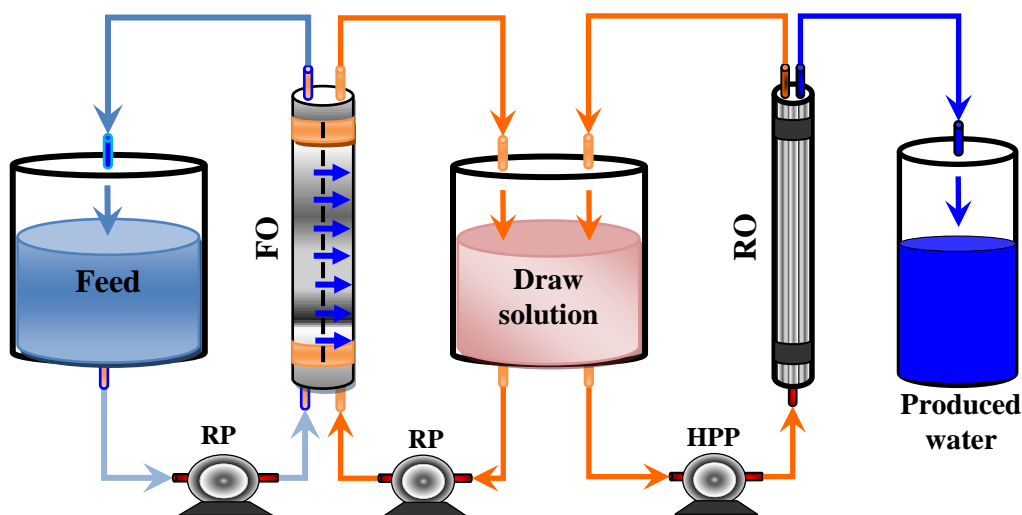 FO
RO
Feed
Draw
solution
Produced
water
RP
RP
HPP